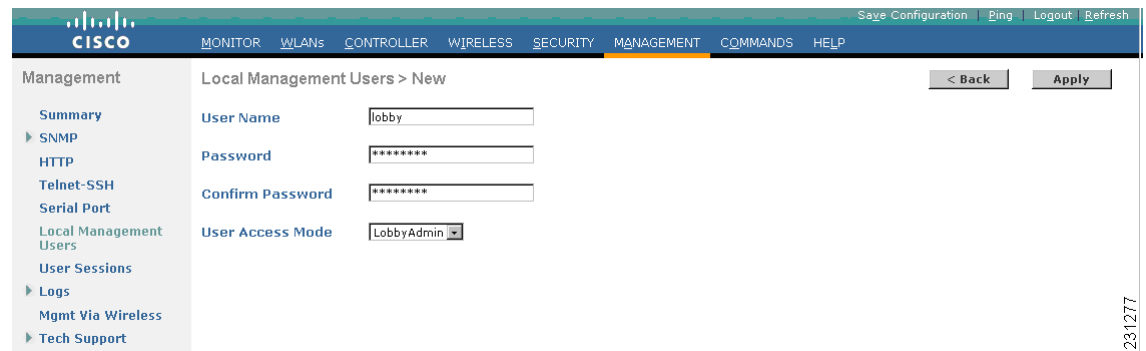 Save Configuration | Ping | Logout | Refresh
CISCO
MONITOR WLANs CONTROLLER WIRELESS SECURITY MANAGEMENT COMMANDS HELP
Management
Local Management Users > New
< Back
Apply
Summary
SNMP
HTTP
Telnet-SSH
Serial Port
Local Management
Users
User Sessions
Logs
Mgmt Via Wireless
Tech Support
User Name lobby
Password ********
Confirm Password ********
User Access Mode LobbyAdmin
231277